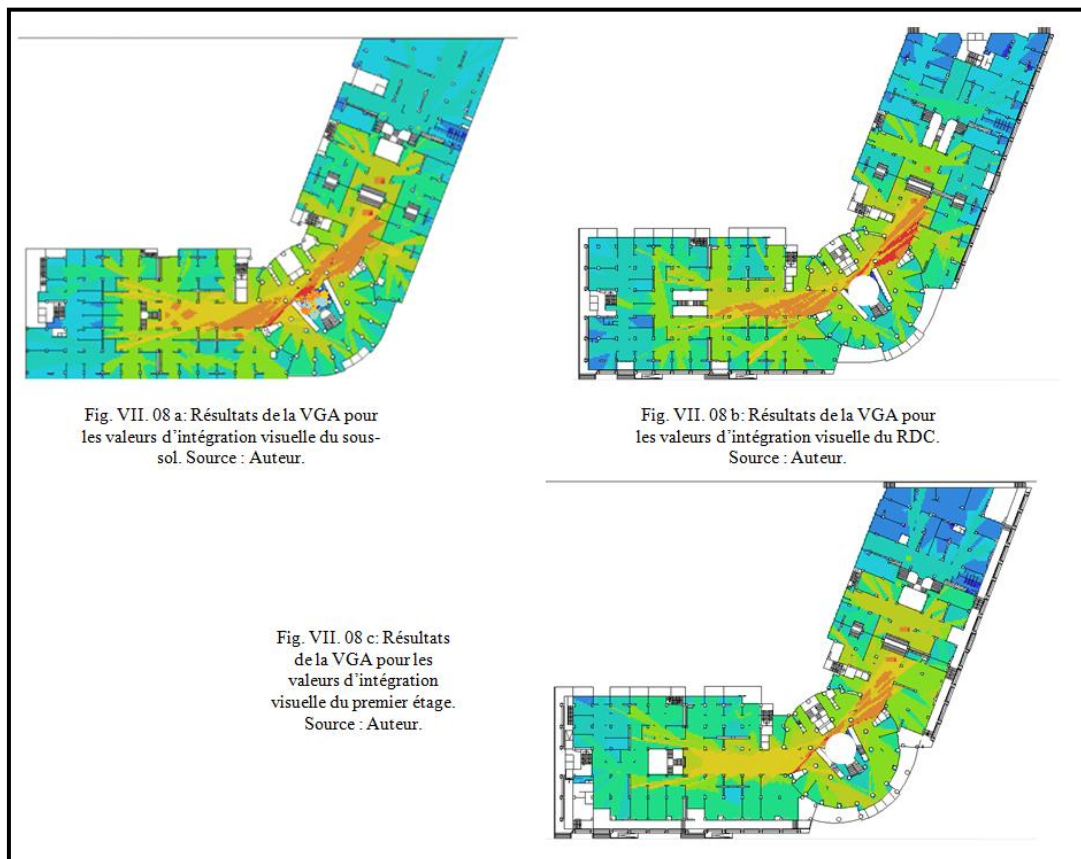 Fig. VII. 08 a: Résultats de la VGA pour
les valeurs d’intégration visuelle du sous-
sol. Source : Auteur.
Fig. VII. 08 b: Résultats de la VGA pour
les valeurs d’intégration visuelle du RDC.
Source : Auteur.
Fig. VII. 08 c: Résultats
de la VGA pour les
valeurs d’intégration
visuelle du premier étage.
Source : Auteur.